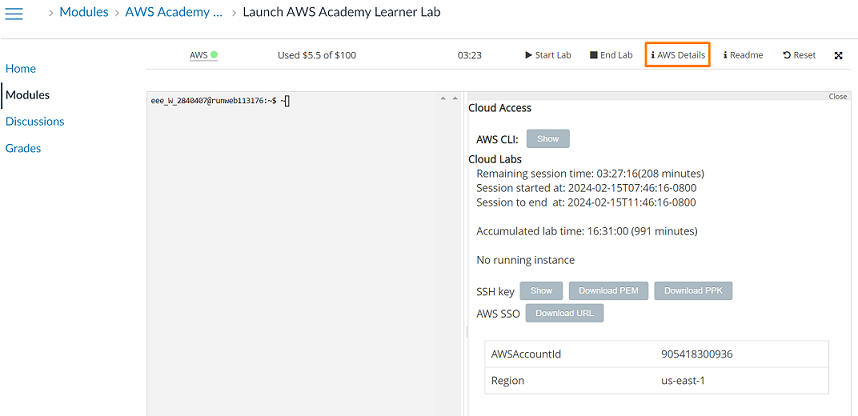 Modules > AWS Academy ... > Launch AWS Academy Learner Lab
AWS Used $5.5 of $100 03:23 Start Lab End Lab AWS Details Readme Reset
Home
Modules
Discussions
Grades
eee_W_2840407@runweb113176:~$ ~
Close
Cloud Access
AWS CLI: Show
Cloud Labs
Remaining session time: 03:27:16(208 minutes)
Session started at: 2024-02-15T07:46:16-0800
Session to end at: 2024-02-15T11:46:16-0800
Accumulated lab time: 16:31:00 (991 minutes)
No running instance
SSH key Show Download PEM Download PPK
AWS SSO Download URL
AWSAccountId 905418300936
Region us-east-1